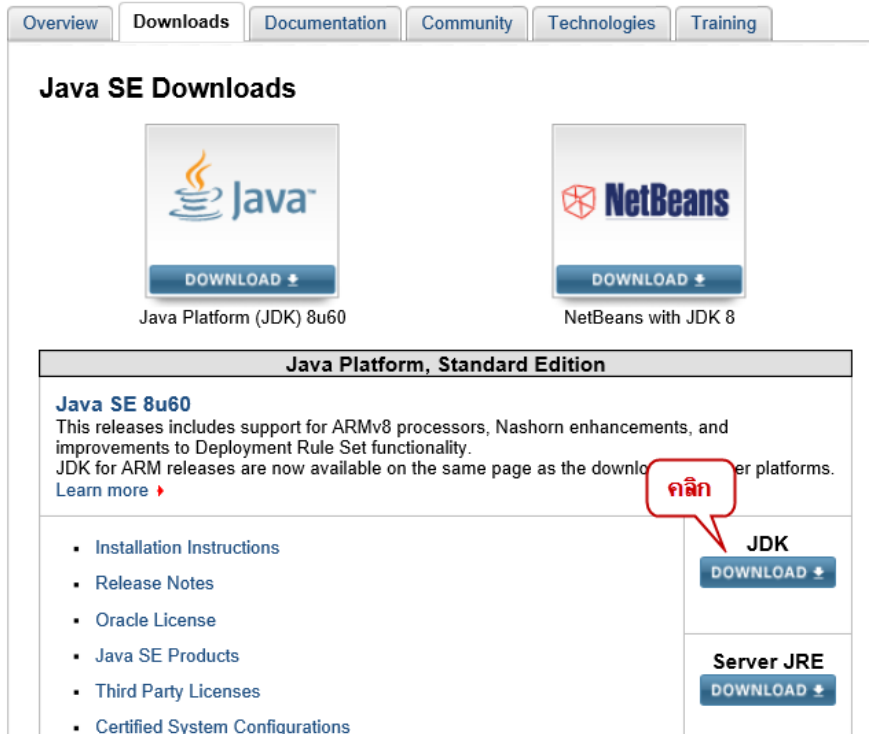 Overview Downloads Documentation Community Technologies Training
Java SE Downloads
Java™
NetBeans
DOWNLOAD
DOWNLOAD
Java Platform (JDK) 8u60
NetBeans with JDK 8
Java Platform, Standard Edition
Java SE 8u60
This releases includes support for ARMv8 processors, Nashorn enhancements, and
improvements to Deployment Rule Set functionality.
JDK for ARM releases are now available on the same page as the platforms.
Learn more
คลิก
Installation Instructions
Release Notes
Oracle License
Java SE Products
Third Party Licenses
Certified System Configurations
JDK
DOWNLOAD
Server JRE
DOWNLOAD